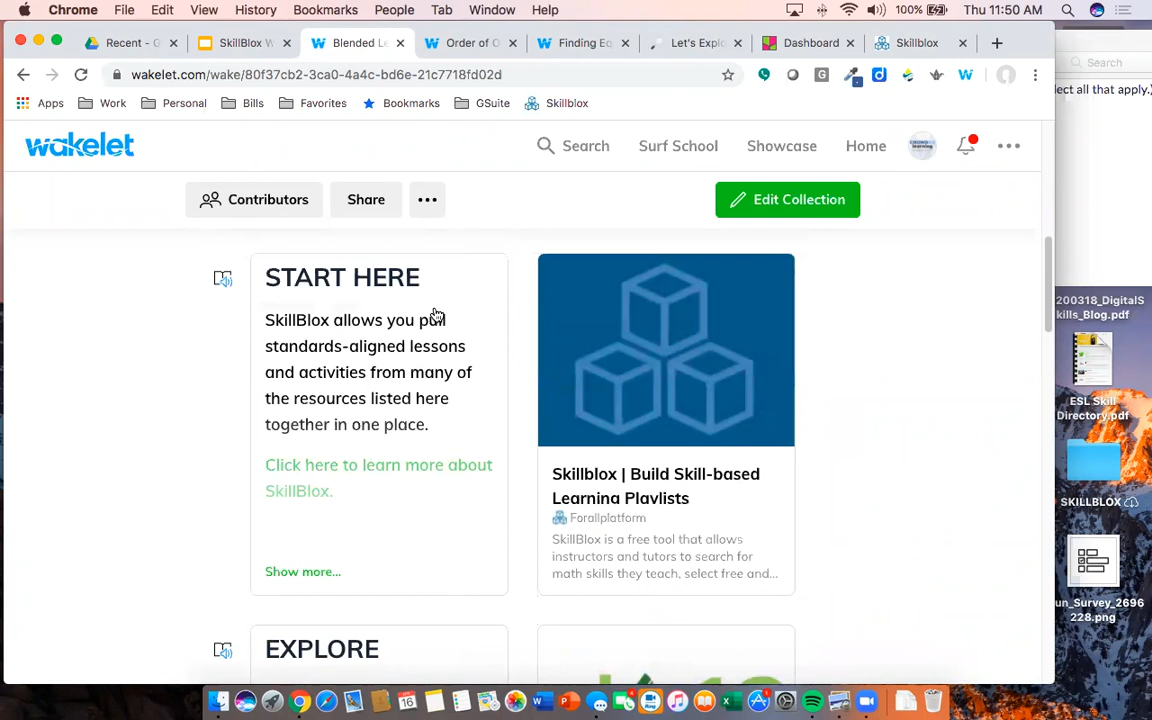 Chrome File Edit View History Bookmarks People Tab Window Help 100% Thu 11:50 AM
Recent - G
SkillBlox W
Blended Le
Order of O
Finding Eq
Let's Explo
Dashboard
Skillblox
wakelet.com/wake/80f37cb2-3ca0-4a4c-bd6e-21c7718fd02d
Apps Work Personal Bills Favorites Bookmarks GSuite Skillblox
wakelet
Search Surf School Showcase Home
Contributors
Share
Edit Collection
START HERE
SkillBlox allows you pull
standards-aligned lessons
and activities from many of
the resources listed here
together in one place.
Click here to learn more about
SkillBlox.
Show more...
Skillblox | Build Skill-based
Learning Playlists
Forallplatform
SkillBlox is a free tool that allows
instructors and tutors to search for
math skills they teach, select free and...
EXPLORE
Search
lect all that apply.)
200318_DigitalS
kills_Blog.pdf
ESL Skill
Directory.pdf
SKILLBLOX
un_Survey_2696
228.png